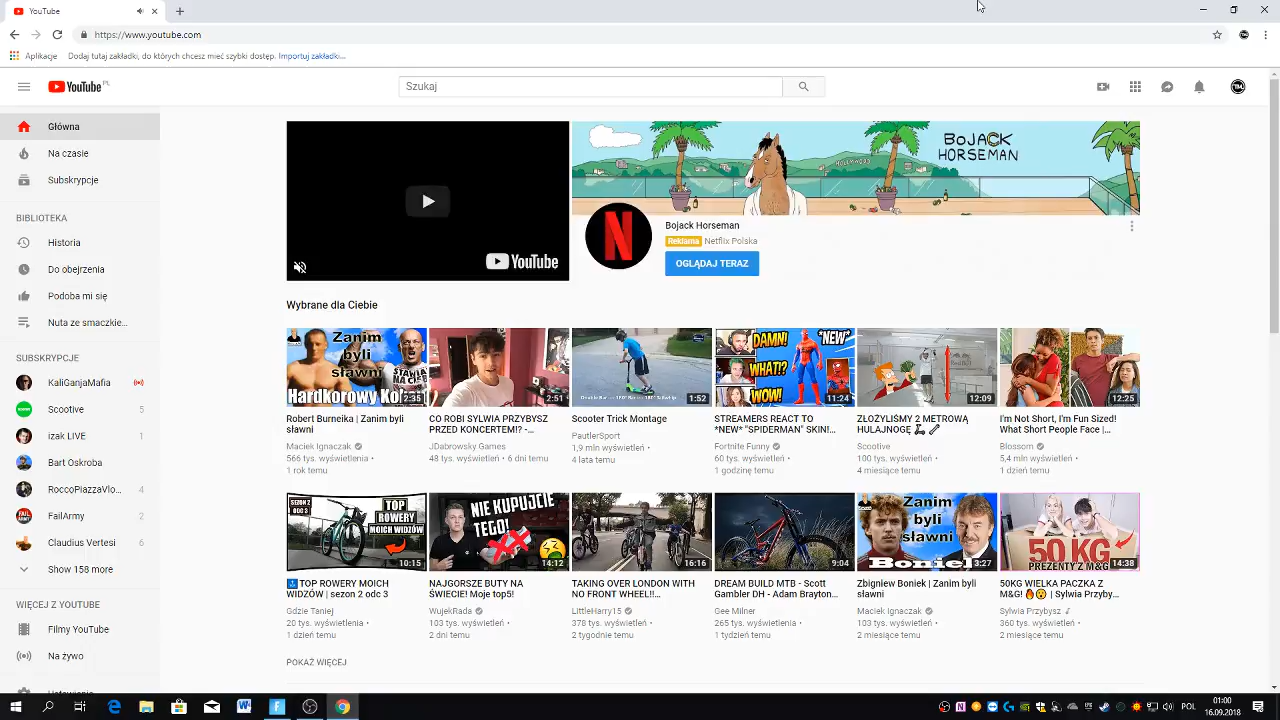 YouTube
https://www.youtube.com
Aplikacje
Dodaj tutaj zakładki, do których chcesz mieć szybki dostęp. Importuj zakładki...
YouTube PL
Szukaj
Główna
Na czasie
Subskrypcje
BIBLIOTEKA
Historia
Do obejrzenia
Podoba mi się
Nuta ze smaczkie...
SUBSKRYPCJE
KaliGanjaMafia
Scootive 5
izak LIVE 1
Bart Oskroba
RoccoPiazzaVlo... 4
FailArmy 2
Claudius Vertesi 6
Show 158 more
WIĘCEJ Z YOUTUBE
Filmy YouTube
Na żywo
Ustawienia
YouTube
HOLLYWOOD
BOJACK
HORSEMAN
N
Bojack Horseman
Reklama Netflix Polska
OGLĄDAJ TERAZ
Wybrane dla Ciebie
Zanim
byli
sławni
Hardkorowy Ko
2:35
2:51
1:52
DAMN!
*NEW*
WHAT!?
WOW!
11:24
12:09
12:25
Robert Burneika | Zanim byli
sławni
Maciek Ignaczak
566 tys. wyświetlenia •
1 rok temu
CO ROBI SYLWIA PRZYBYSZ
PRZED KONCERTEM!? -...
JDabrowsky Games
48 tys. wyświetleń • 6 dni temu
Scooter Trick Montage
PautlerSport
1,9 mln wyświetleń •
4 lata temu
STREAMERS REACT TO
*NEW* "SPIDERMAN" SKIN!...
Fortnite Funny
60 tys. wyświetleń •
1 godzinę temu
ZŁOŻYLIŚMY 2 METROWĄ
HULAJNOGĘ
Scootive
100 tys. wyświetleń •
4 miesiące temu
I'm Not Short, I'm Fun Sized!
What Short People Face |...
Blossom
5,4 mln wyświetleń •
1 dzień temu
SEZON 2
ODC 3
TOP
ROWERY
MOICH
WIDZÓW
10:15
NIE KUPUJCIE
TEGO!
14:12
16:16
9:04
Zanim
byli
sławni
Boniek
3:27
50 KG
PREZENTY Z M&G
14:38
TOP ROWERY MOICH
WIDZÓW | sezon 2 odc 3
Gdzie Taniej
20 tys. wyświetlenia •
1 dzień temu
NAJGORSZE BUTY NA
ŚWIECIE! Moje top5!
WujekRada
103 tys. wyświetlenia •
2 dni temu
TAKING OVER LONDON WITH
NO FRONT WHEEL!!...
LittleHarry15
378 tys. wyświetleń •
2 tygodnie temu
DREAM BUILD MTB - Scott
Gambler DH - Adam Brayton...
Gee Milner
265 tys. wyświetlenia •
1 tydzień temu
Zbigniew Boniek | Zanim byli
sławni
Maciek Ignaczak
103 tys. wyświetlenia •
2 miesiące temu
50KG WIELKA PACZKA Z
M&G! | Sylwia Przyby...
Sylwia Przybysz
360 tys. wyświetleń •
2 miesiące temu
POKAŻ WIĘCEJ
POL
01:00
16.09.2018